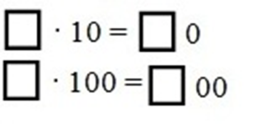 □ · 10 = □ 0
□ · 100 = □ 00